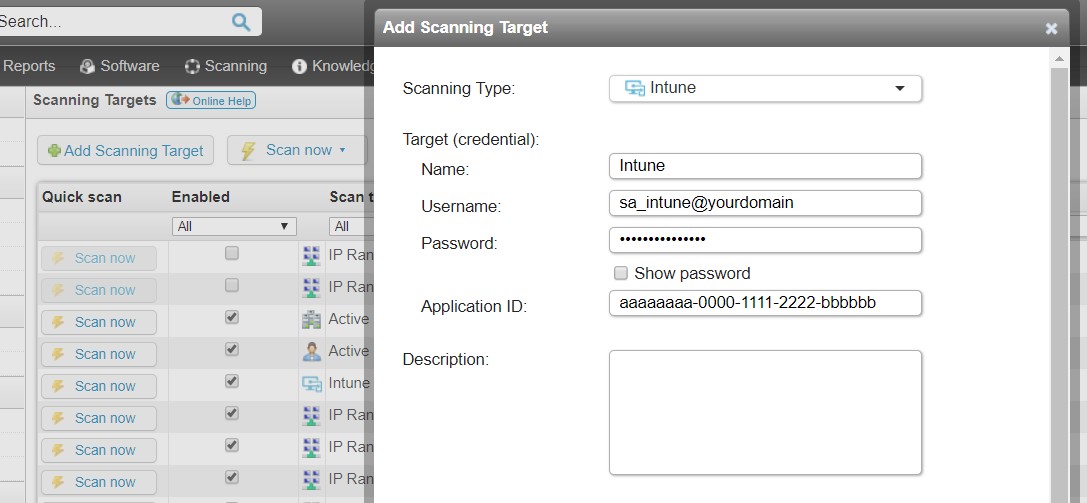 Search...
Reports Software Scanning Knowledg
Scanning Targets Online Help
Add Scanning Target Scan now
Quick scan Enabled Scan t
All All
Scan now IP Ran
Scan now IP Ran
Scan now Active
Scan now Active
Scan now Intune
Scan now IP Ran
Scan now IP Ran
Scan now IP Ran
Add Scanning Target
Scanning Type: Intune
Target (credential):
Name: Intune
Username: sa_intune@yourdomain
Password: •••••••••••••••
Show password
Application ID: aaaaaaaa-0000-1111-2222-bbbbbb
Description: